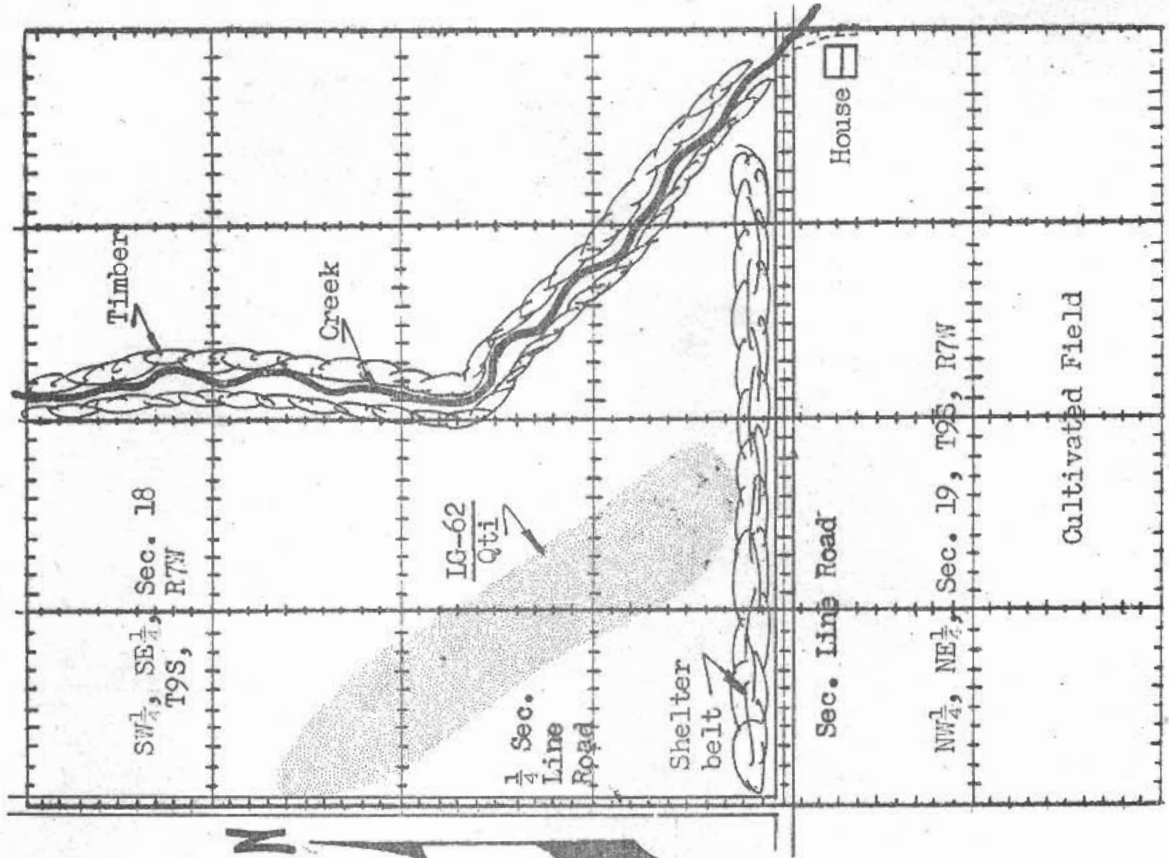 N
SW¼, SE¼, Sec. 18
T9S, R7W
Timber
Creek
LG-62
Qti
¼ Sec.
Line
Road
Shelter
belt
Sec. Line Road
House
NW¼, NE¼, Sec. 19, T9S, R7W
Cultivated Field